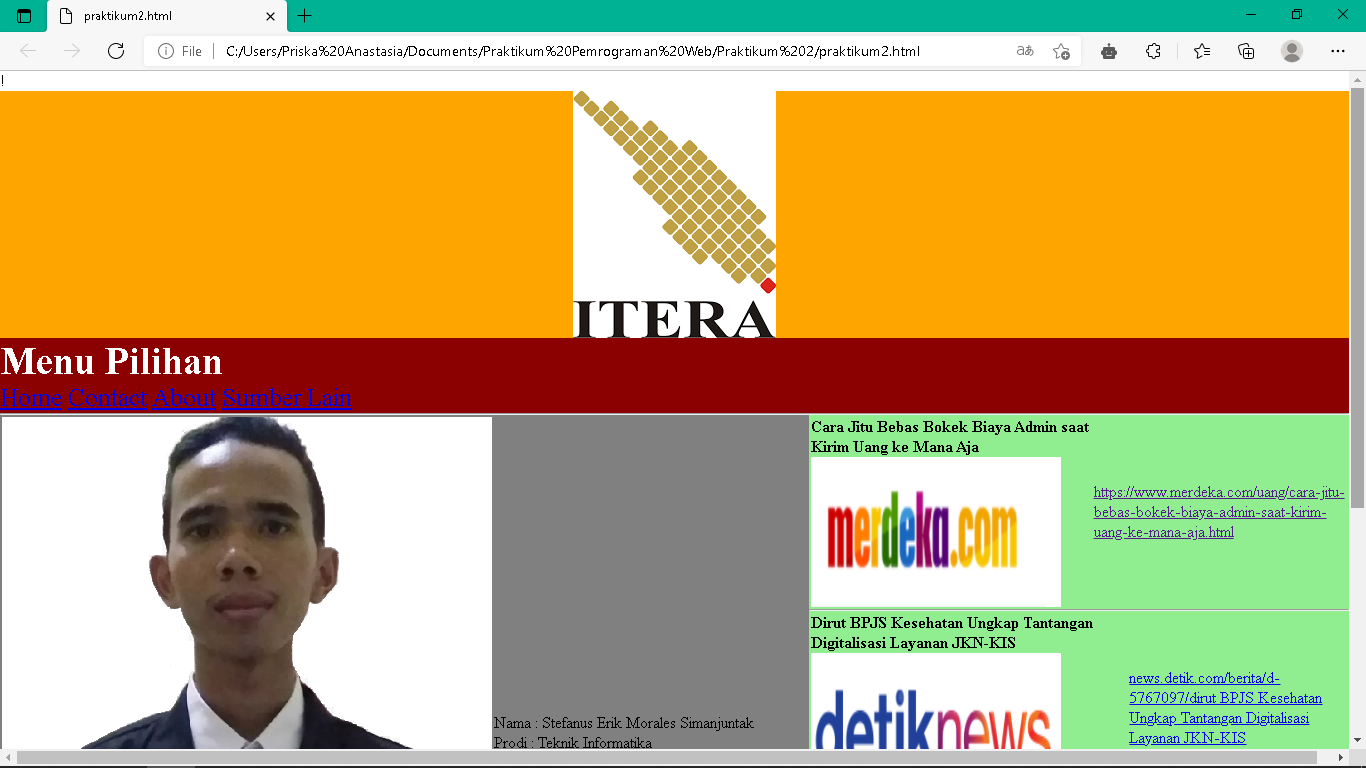 praktikum2.html
File
C:/Users/Priska%20Anastasia/Documents/Praktikum%20Pemrograman%20Web/Praktikum%202/praktikum2.html
aあ
!
ITERA
Menu Pilihan
Home Contact About Sumber Lain
Nama : Stefanus Erik Morales Simanjuntak
Prodi : Teknik Informatika
Cara Jitu Bebas Bokek Biaya Admin saat
Kirim Uang ke Mana Aja
merdeka.com
https://www.merdeka.com/uang/cara-jitu-
bebas-bokek-biaya-admin-saat-kirim-
uang-ke-mana-aja.html
Dirut BPJS Kesehatan Ungkap Tantangan
Digitalisasi Layanan JKN-KIS
detiknews
news.detik.com/berita/d-
5767097/dirut BPJS Kesehatan
Ungkap Tantangan Digitalisasi
Layanan JKN-KIS